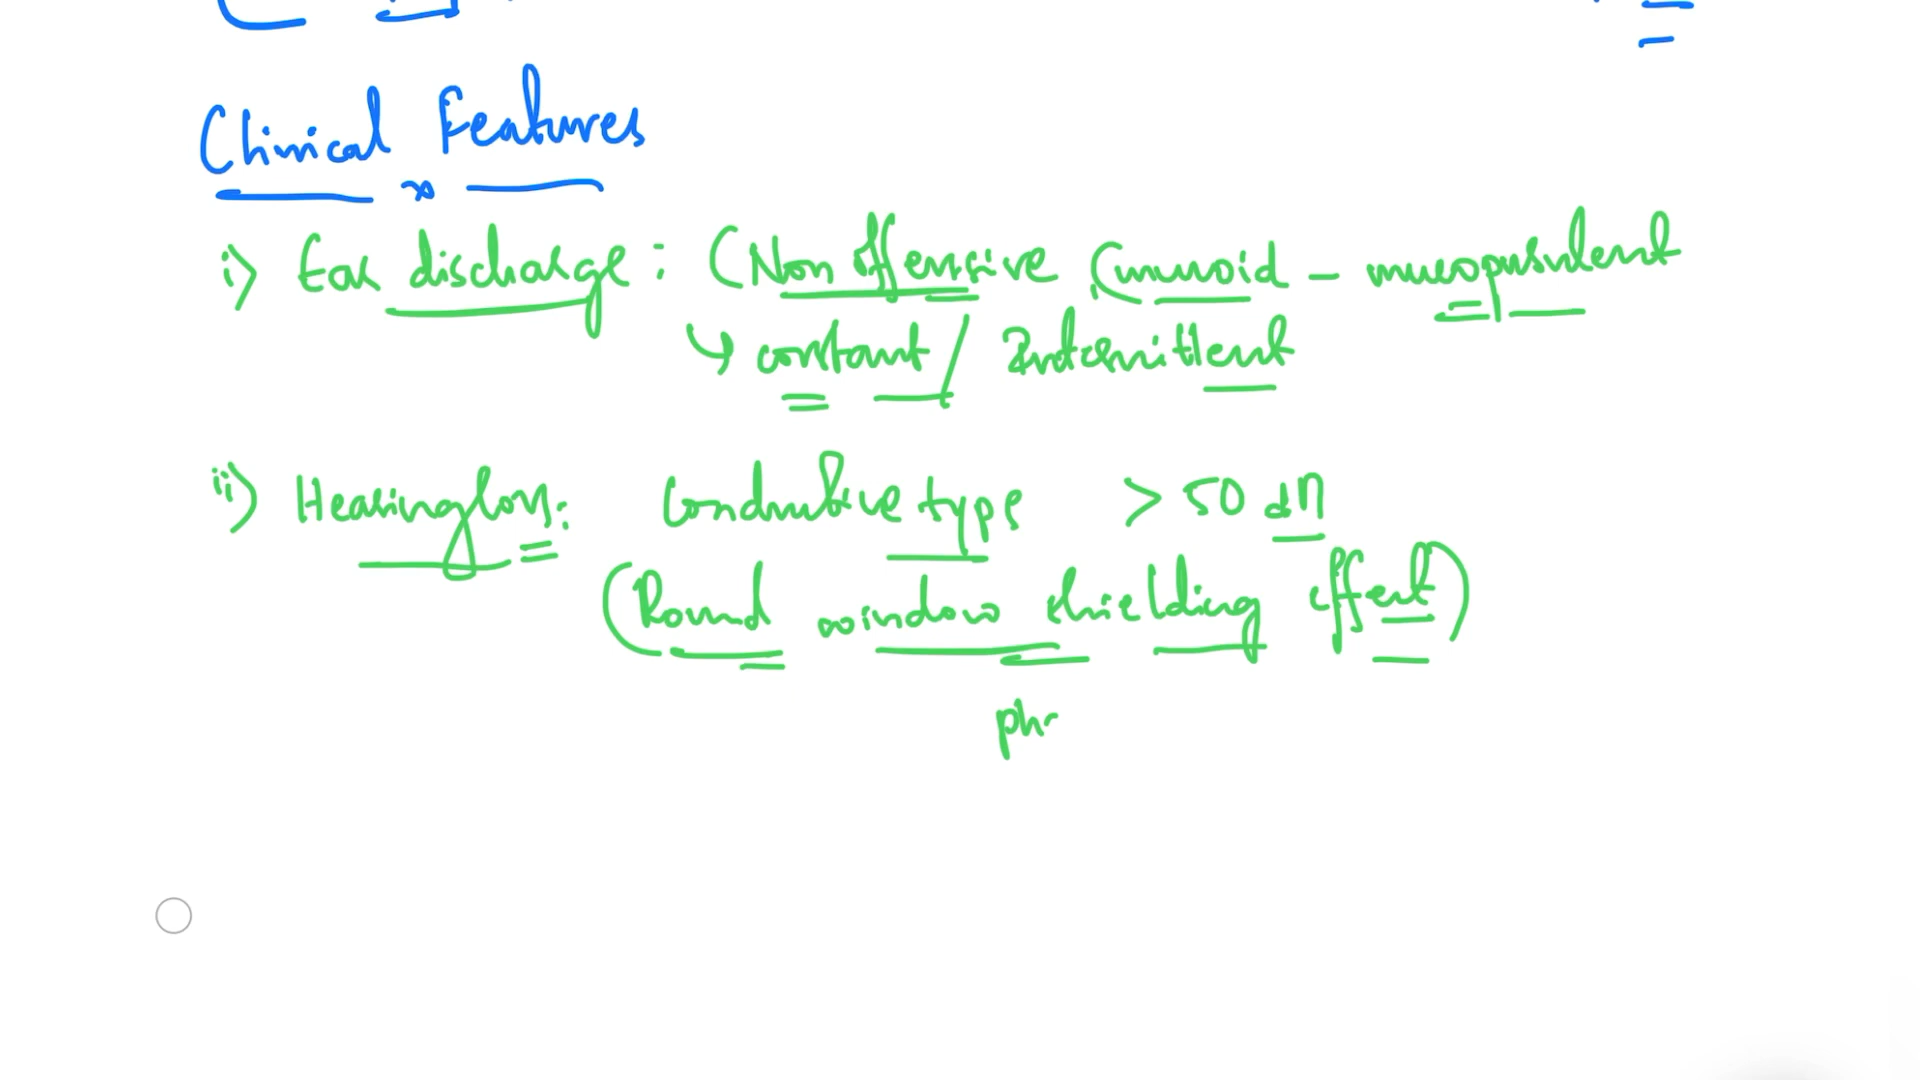 Clinical Features
i) Ear discharge: (Non offensive (mucoid - mucopurulent
↳ constant / Intermittent
ii) Hearing loss: Conductive type > 50 dB
(Round window shielding effect)
ph